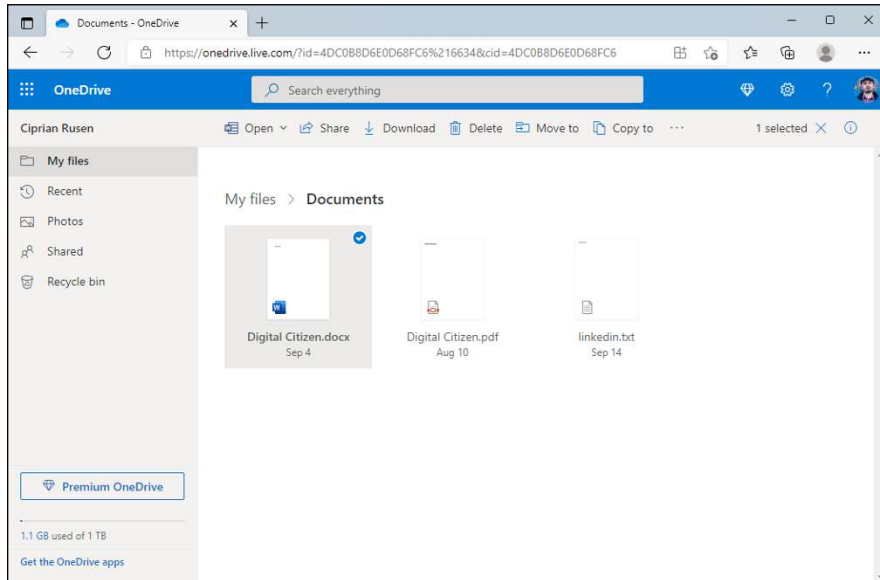 Documents - OneDrive
https://onedrive.live.com/?id=4DC0B8D6E0D68FC6%216634&cid=4DC0B8D6E0D68FC6
OneDrive
Search everything
Ciprian Rusen
Open
Share
Download
Delete
Move to
Copy to
1 selected
My files
Recent
Photos
Shared
Recycle bin
My files > Documents
Digital Citizen.docx
Sep 4
Digital Citizen.pdf
Aug 10
linkedin.txt
Sep 14
Premium OneDrive
1.1 GB used of 1 TB
Get the OneDrive apps